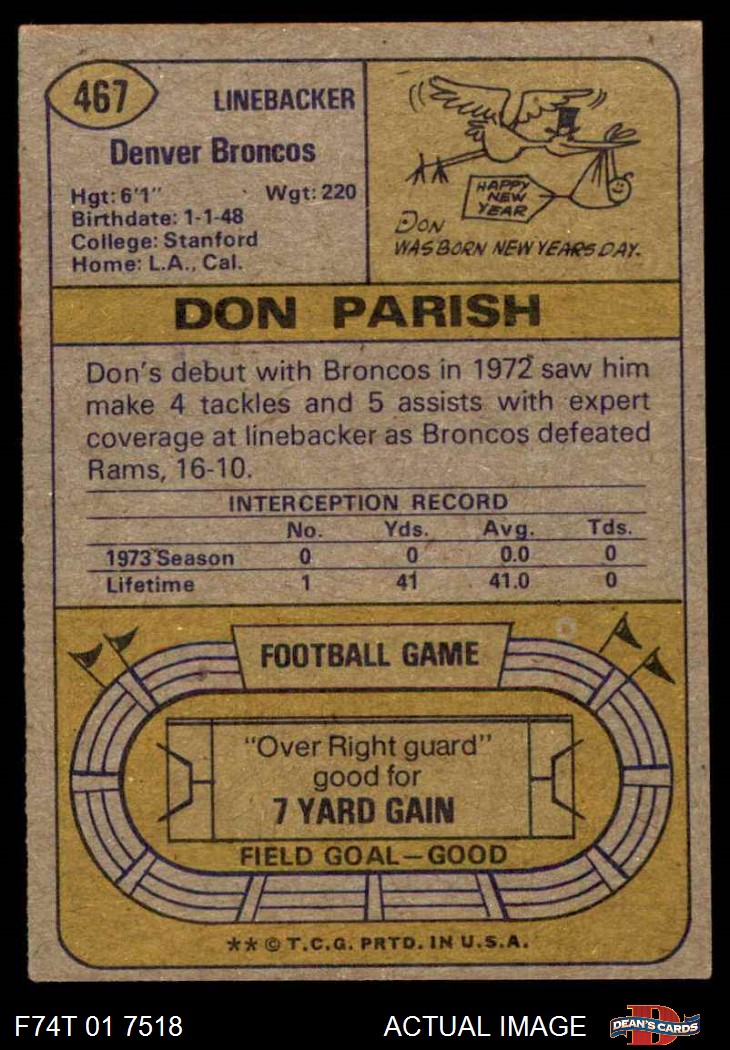 467
LINEBACKER
Denver Broncos
Hgt: 6'1" Wgt: 220
Birthdate: 1-1-48
College: Stanford
Home: L.A., Cal.
HAPPY
NEW
YEAR
DON
WAS BORN NEW YEARS DAY.
DON PARISH
Don's debut with Broncos in 1972 saw him
make 4 tackles and 5 assists with expert
coverage at linebacker as Broncos defeated
Rams, 16-10.
INTERCEPTION RECORD
No. Yds. Avg. Tds.
1973 Season 0 0 0.0 0
Lifetime 1 41 41.0 0
FOOTBALL GAME
"Over Right guard"
good for
7 YARD GAIN
FIELD GOAL—GOOD
** © T.C.G. PRTD. IN U.S.A.
F74T 01 7518 ACTUAL IMAGE
D
DEAN'S CARDS